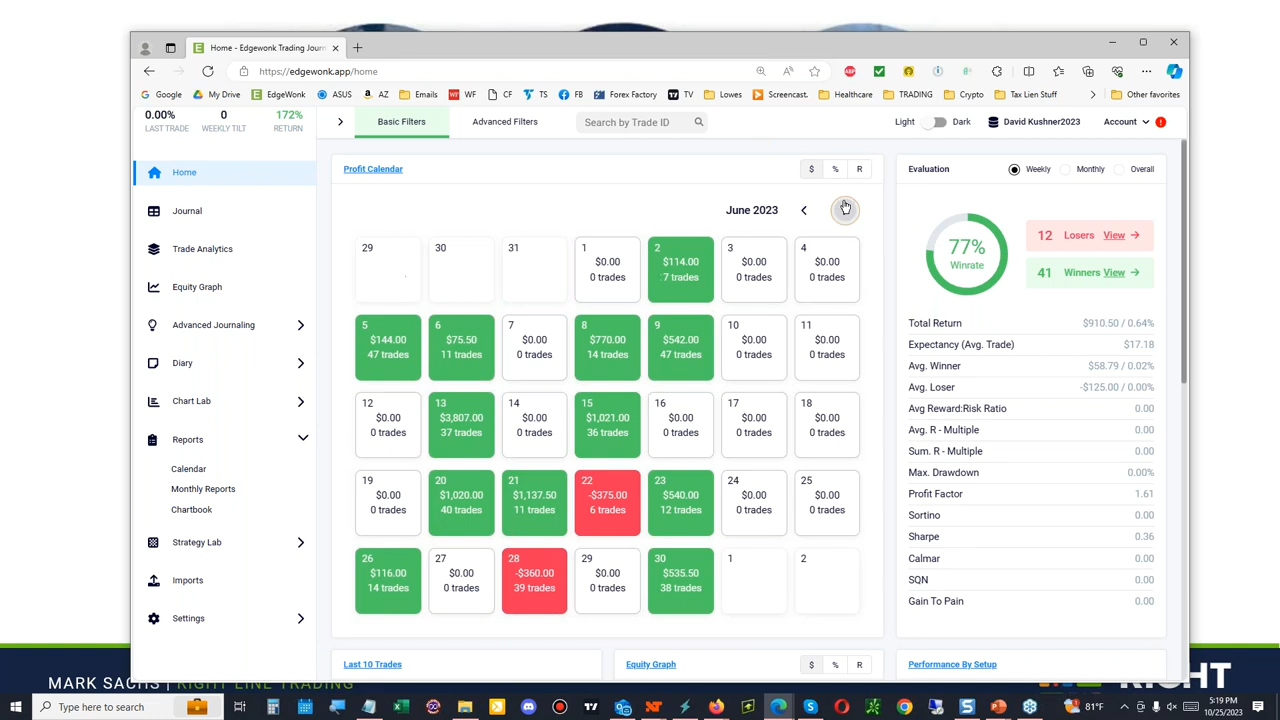 Home - Edgewonk Trading Journ
https://edgewonk.app/home
Google My Drive EdgeWonk ASUS AZ Emails WF CF TS FB Forex Factory TV Lowes Screencast. Healthcare TRADING Crypto Tax Lien Stuff Other favorites
0.00% 0 172%
LAST TRADE WEEKLY TILT RETURN
Basic Filters Advanced Filters Search by Trade ID Light Dark David Kushner2023 Account
Home
Journal
Trade Analytics
Equity Graph
Advanced Journaling
Diary
Chart Lab
Reports
Calendar
Monthly Reports
Chartbook
Strategy Lab
Imports
Settings
Profit Calendar $ % R
June 2023
29 30 31 1 2 3 4
$0.00 $114.00 $0.00 $0.00
0 trades 7 trades 0 trades 0 trades
5 6 7 8 9 10 11
$144.00 $75.50 $0.00 $770.00 $542.00 $0.00 $0.00
47 trades 11 trades 0 trades 14 trades 47 trades 0 trades 0 trades
12 13 14 15 16 17 18
$0.00 $3,807.00 $0.00 $1,021.00 $0.00 $0.00 $0.00
0 trades 37 trades 0 trades 36 trades 0 trades 0 trades 0 trades
19 20 21 22 23 24 25
$0.00 $1,020.00 $1,137.50 -$375.00 $540.00 $0.00 $0.00
0 trades 40 trades 11 trades 6 trades 12 trades 0 trades 0 trades
26 27 28 29 30 1 2
$116.00 $0.00 -$360.00 $0.00 $535.50
14 trades 0 trades 39 trades 0 trades 38 trades
Evaluation Weekly Monthly Overall
77%
Winrate
12 Losers View
41 Winners View
Total Return $910.50 / 0.64%
Expectancy (Avg. Trade) $17.18
Avg. Winner $58.79 / 0.02%
Avg. Loser -$125.00 / 0.00%
Avg Reward:Risk Ratio 0.00
Avg. R - Multiple 0.00
Sum. R - Multiple 0.00
Max. Drawdown 0.00%
Profit Factor 1.61
Sortino 0.00
Sharpe 0.36
Calmar 0.00
SQN 0.00
Gain To Pain 0.00
Last 10 Trades
Equity Graph $ % R
Performance By Setup
MARK SACHS | RIGHT LINE TRADING
RIGHT
Type here to search
81°F
5:19 PM
10/25/2023